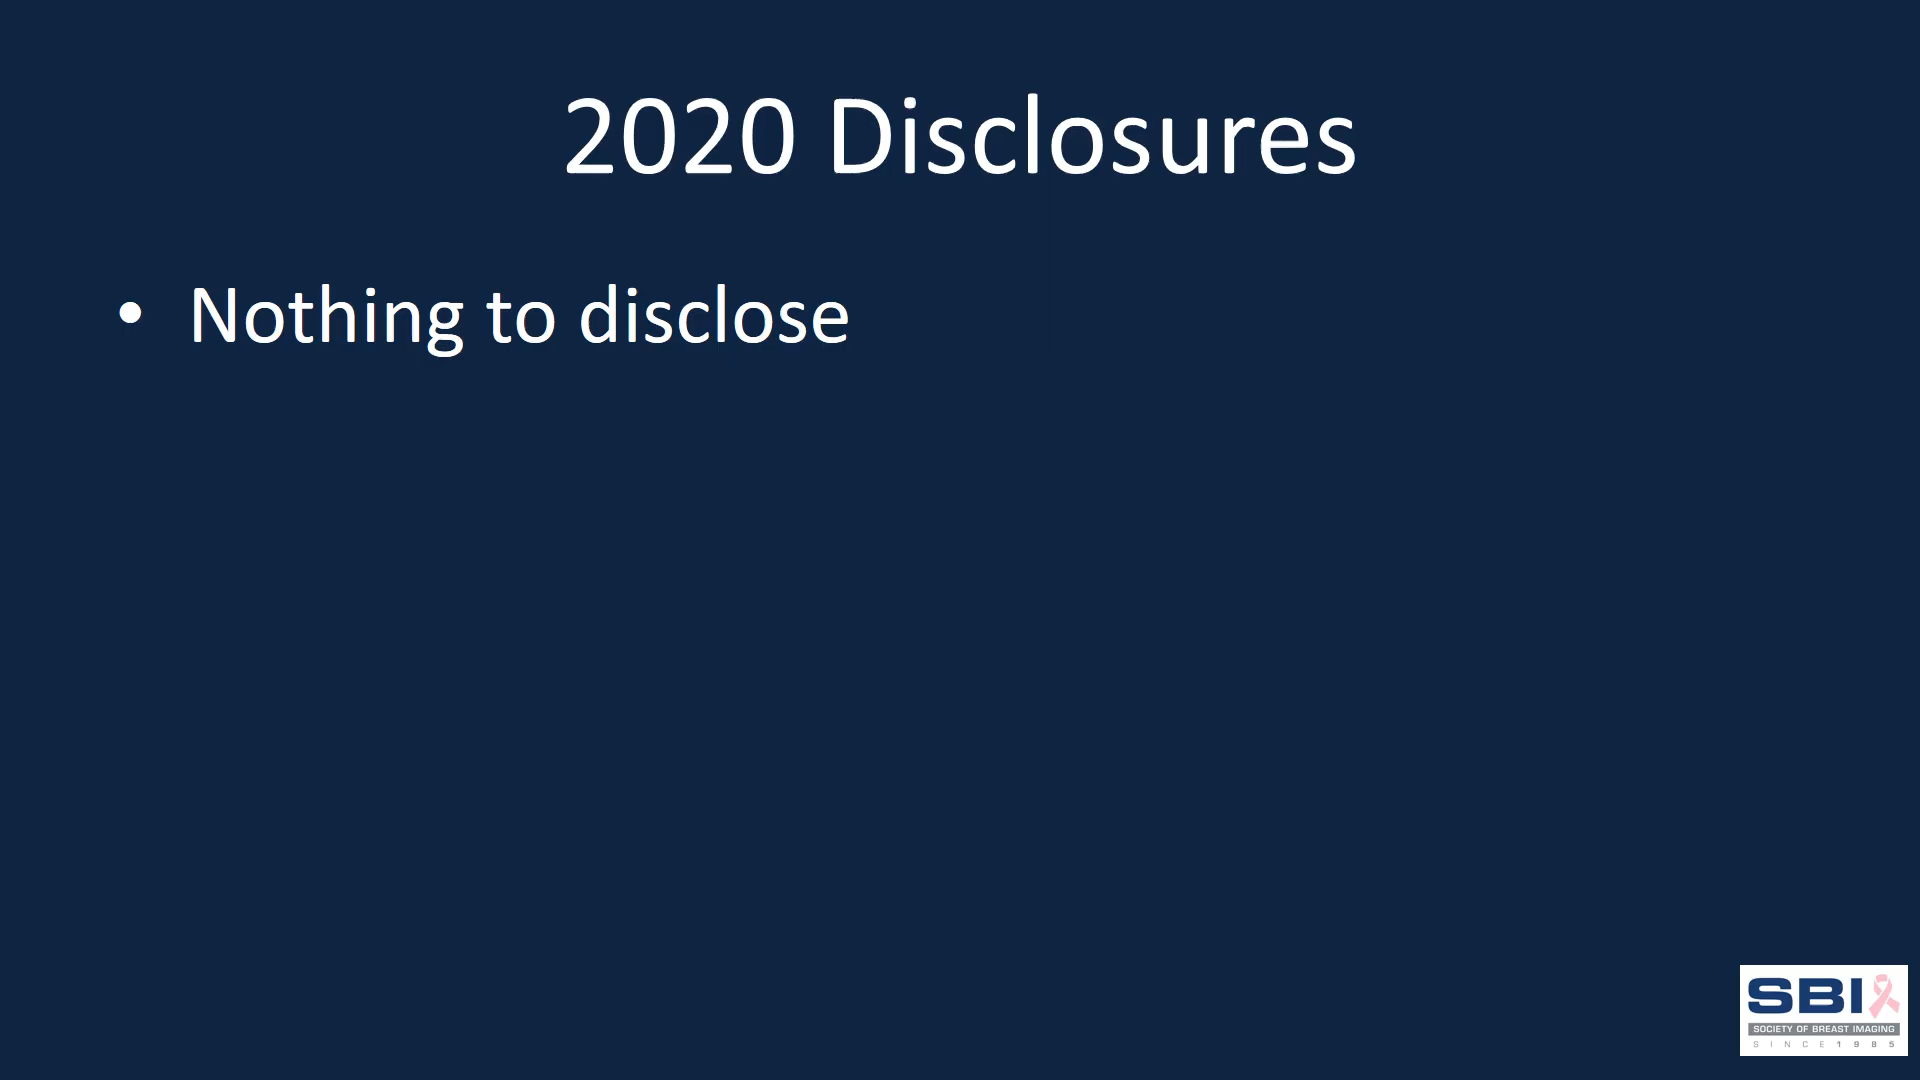 2020 Disclosures
• Nothing to disclose
SBI
SOCIETY OF BREAST IMAGING
SINCE 1985